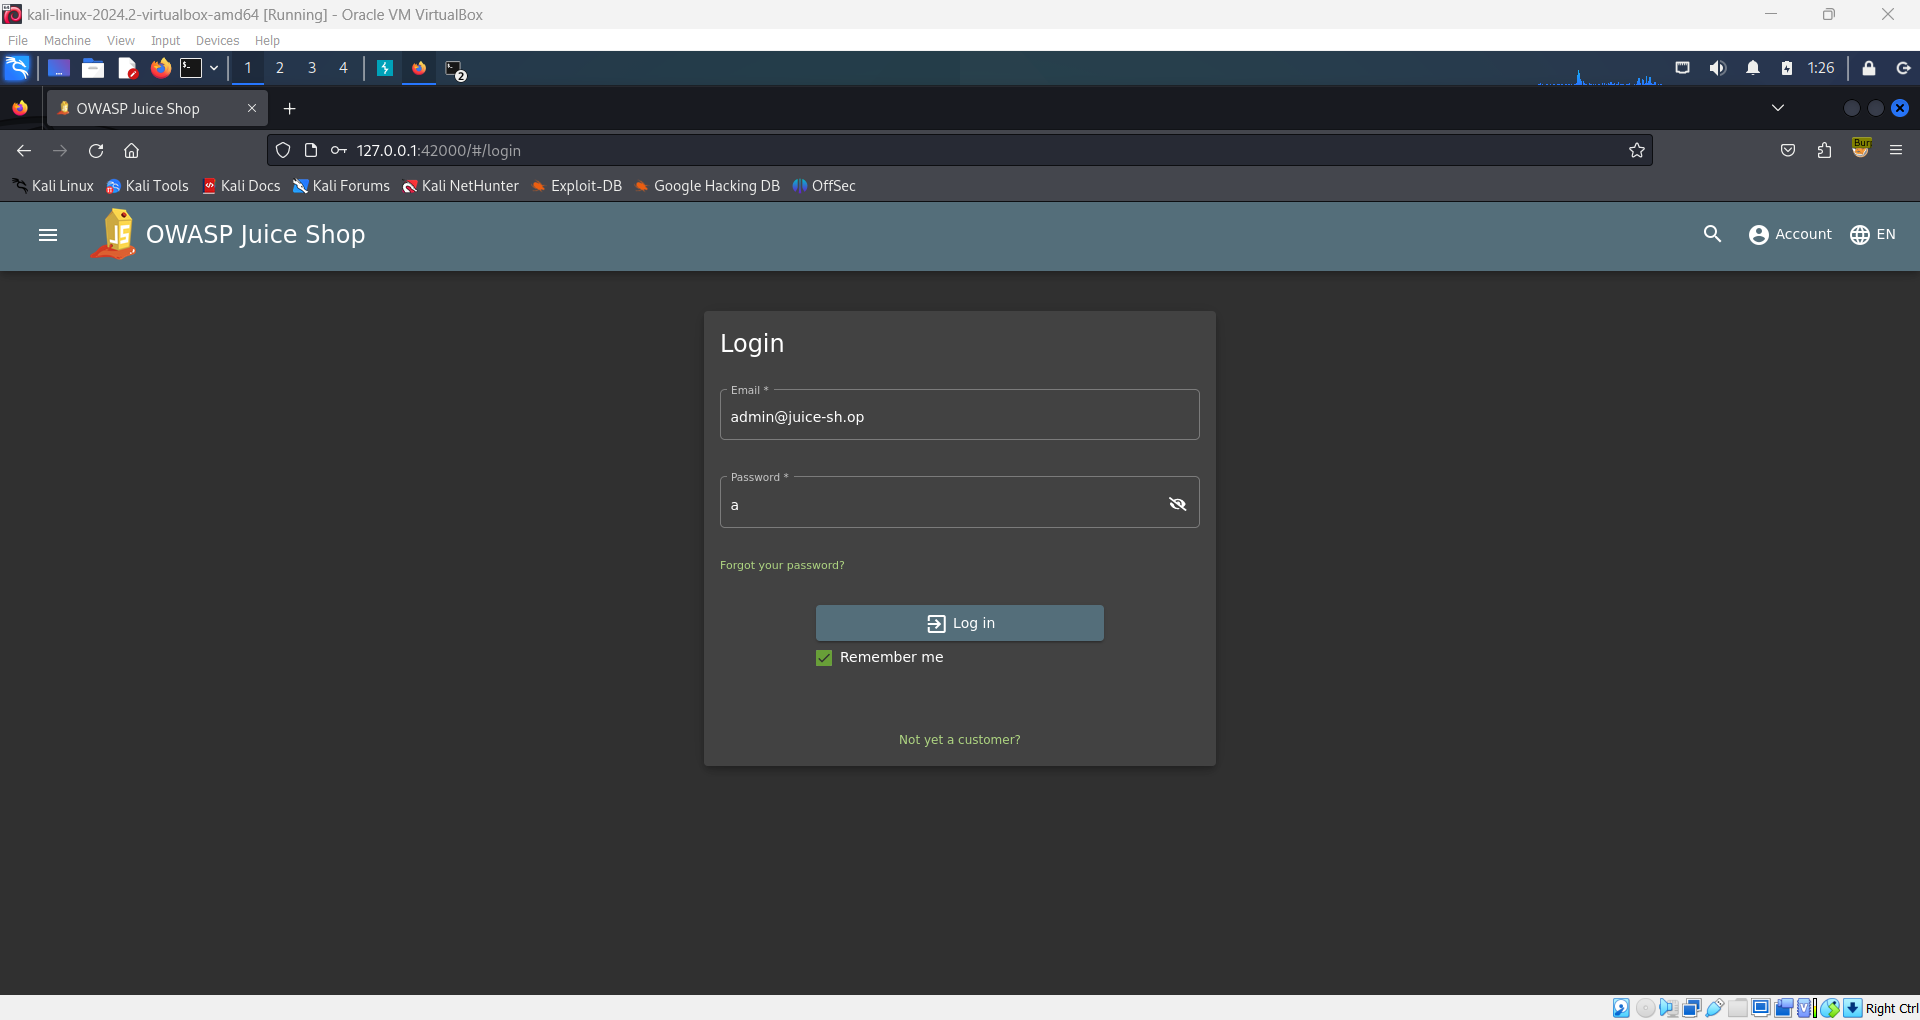 kali-linux-2024.2-virtualbox-amd64 [Running] - Oracle VM VirtualBox
File Machine View Input Devices Help
1 2 3 4 2 1:26
OWASP Juice Shop
127.0.0.1:42000/#/login
Bur
Kali Linux Kali Tools Kali Docs Kali Forums Kali NetHunter Exploit-DB Google Hacking DB OffSec
JS OWASP Juice Shop Account EN
Login
Email *
admin@juice-sh.op
Password *
a
Forgot your password?
Log in
Remember me
Not yet a customer?
Right Ctrl